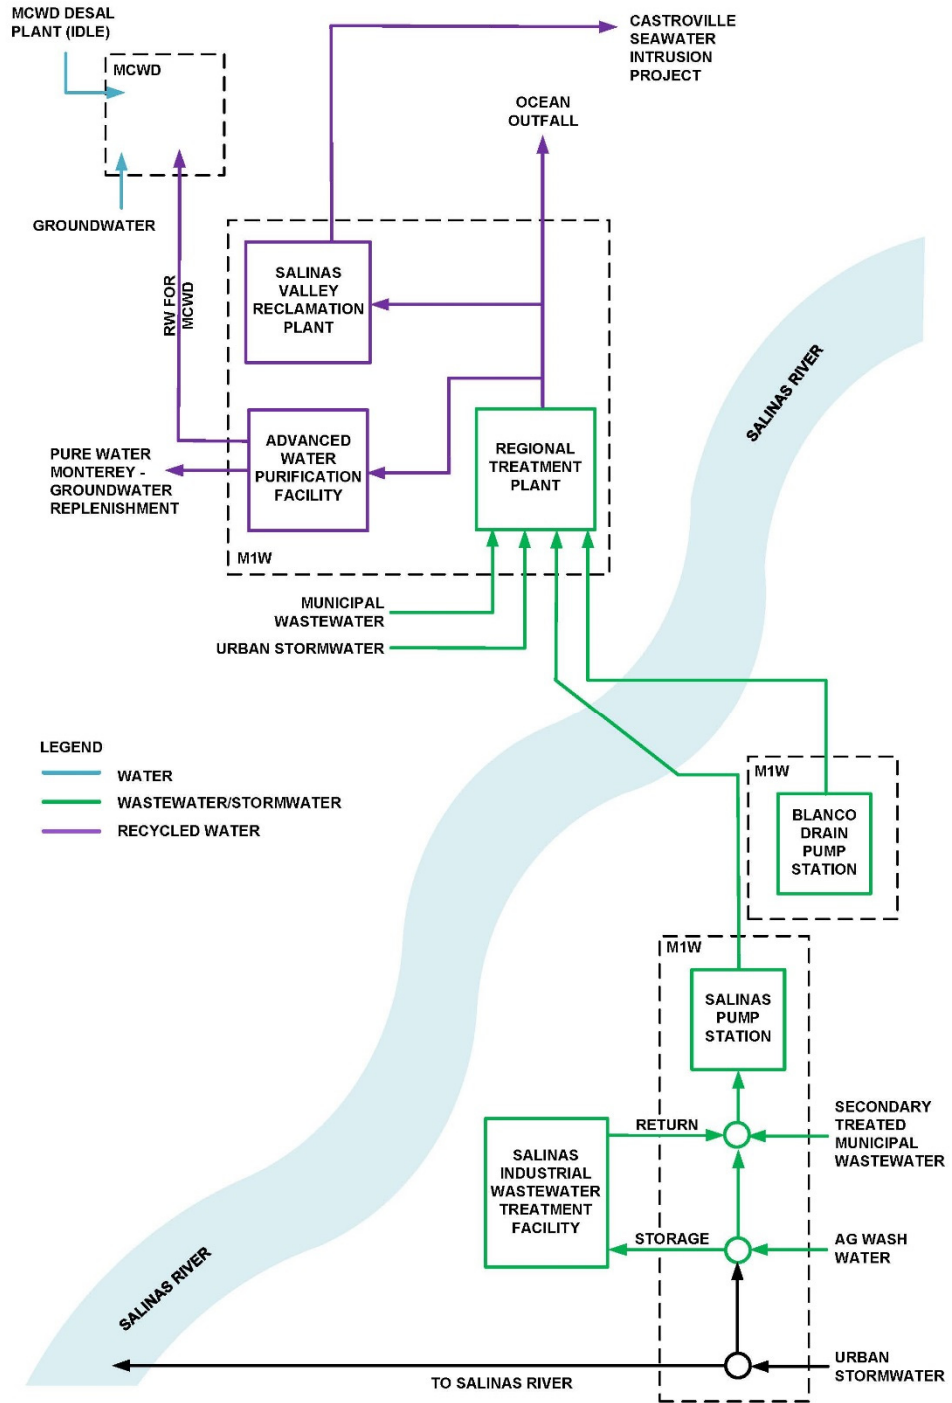 MCWD DESAL
PLANT (IDLE)
MCWD
GROUNDWATER
CASTROVILLE
SEAWATER
INTRUSION
PROJECT
OCEAN
OUTFALL
RW FOR
MCWD
SALINAS
VALLEY
RECLAMATION
PLANT
PURE WATER
MONTEREY -
GROUNDWATER
REPLENISHMENT
ADVANCED
WATER
PURIFICATION
FACILITY
REGIONAL
TREATMENT
PLANT
M1W
SALINAS RIVER
MUNICIPAL
WASTEWATER
URBAN STORMWATER
LEGEND
WATER
WASTEWATER/STORMWATER
RECYCLED WATER
M1W
BLANCO
DRAIN
PUMP
STATION
M1W
SALINAS
PUMP
STATION
SALINAS
INDUSTRIAL
WASTEWATER
TREATMENT
FACILITY
RETURN
STORAGE
SECONDARY
TREATED
MUNICIPAL
WASTEWATER
AG WASH
WATER
SALINAS RIVER
URBAN
STORMWATER
TO SALINAS RIVER